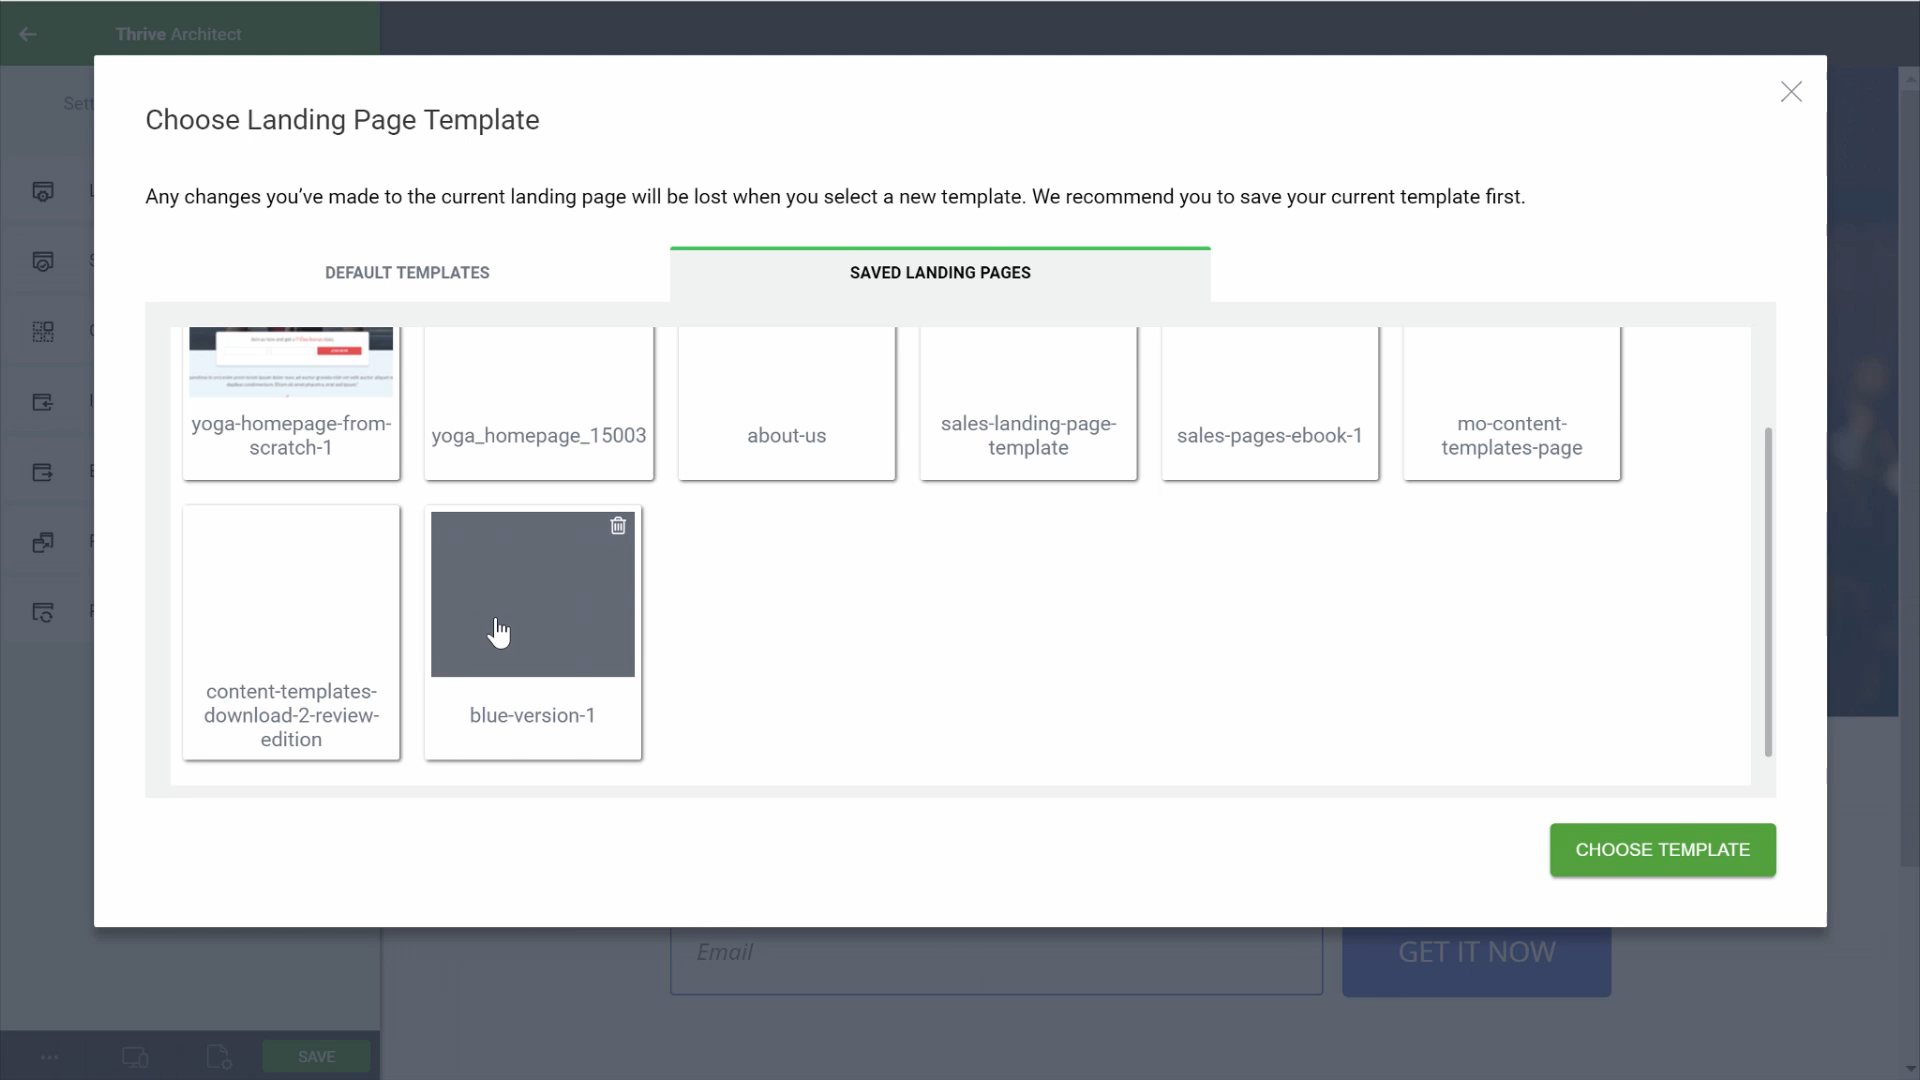 Thrive Architect
Sett
Choose Landing Page Template
Any changes you've made to the current landing page will be lost when you select a new template. We recommend you to save your current template first.
DEFAULT TEMPLATES
SAVED LANDING PAGES
yoga-homepage-from-
scratch-1
yoga_homepage_15003
about-us
sales-landing-page-
template
sales-pages-ebook-1
mo-content-
templates-page
content-templates-
download-2-review-
edition
blue-version-1
CHOOSE TEMPLATE
Email
GET IT NOW
SAVE